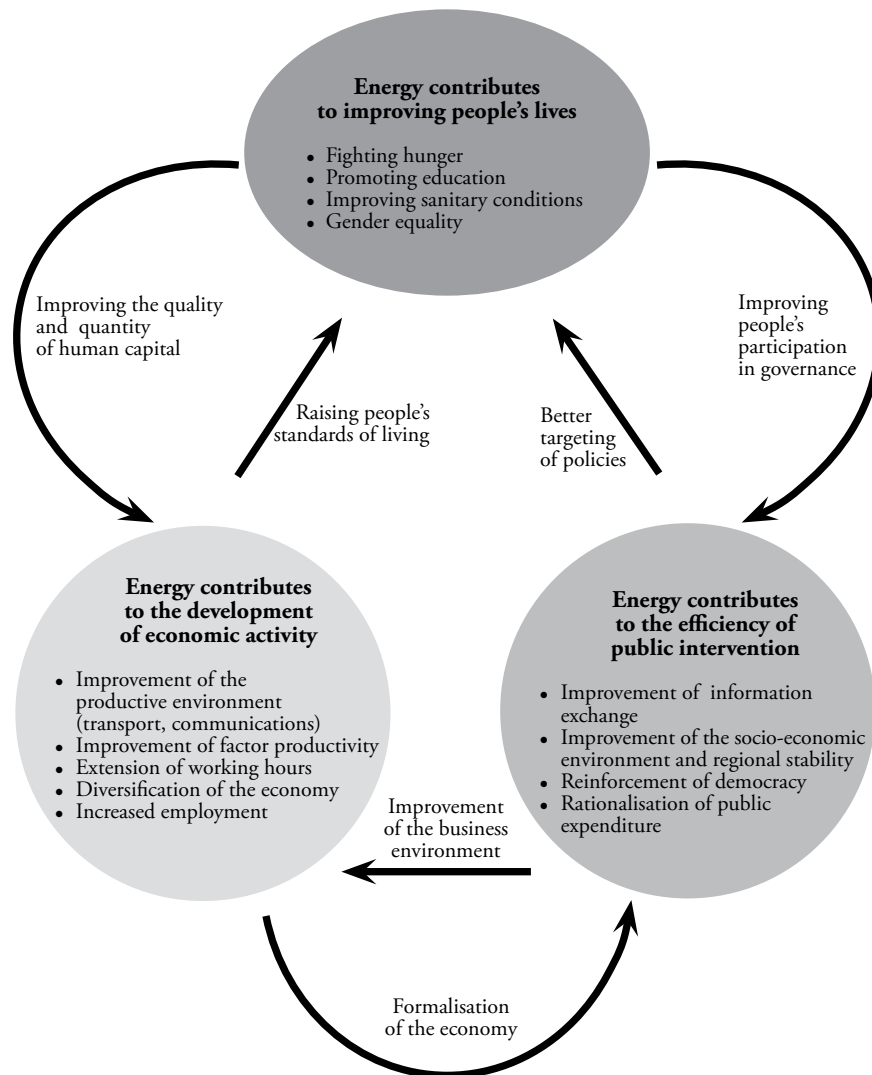 Energy contributes
to improving people's lives
• Fighting hunger
• Promoting education
• Improving sanitary conditions
• Gender equality
Improving the quality
and quantity
of human capital
Improving
people's
participation
in governance
Raising people's
standards of living
Better
targeting
of policies
Energy contributes
to the development
of economic activity
• Improvement of the
productive environment
(transport, communications)
• Improvement of factor productivity
• Extension of working hours
• Diversification of the economy
• Increased employment
Energy contributes
to the efficiency of
public intervention
• Improvement of information
exchange
• Improvement of the socio-economic
environment and regional stability
• Reinforcement of democracy
• Rationalisation of public
expenditure
Improvement
of the business
environment
Formalisation
of the economy